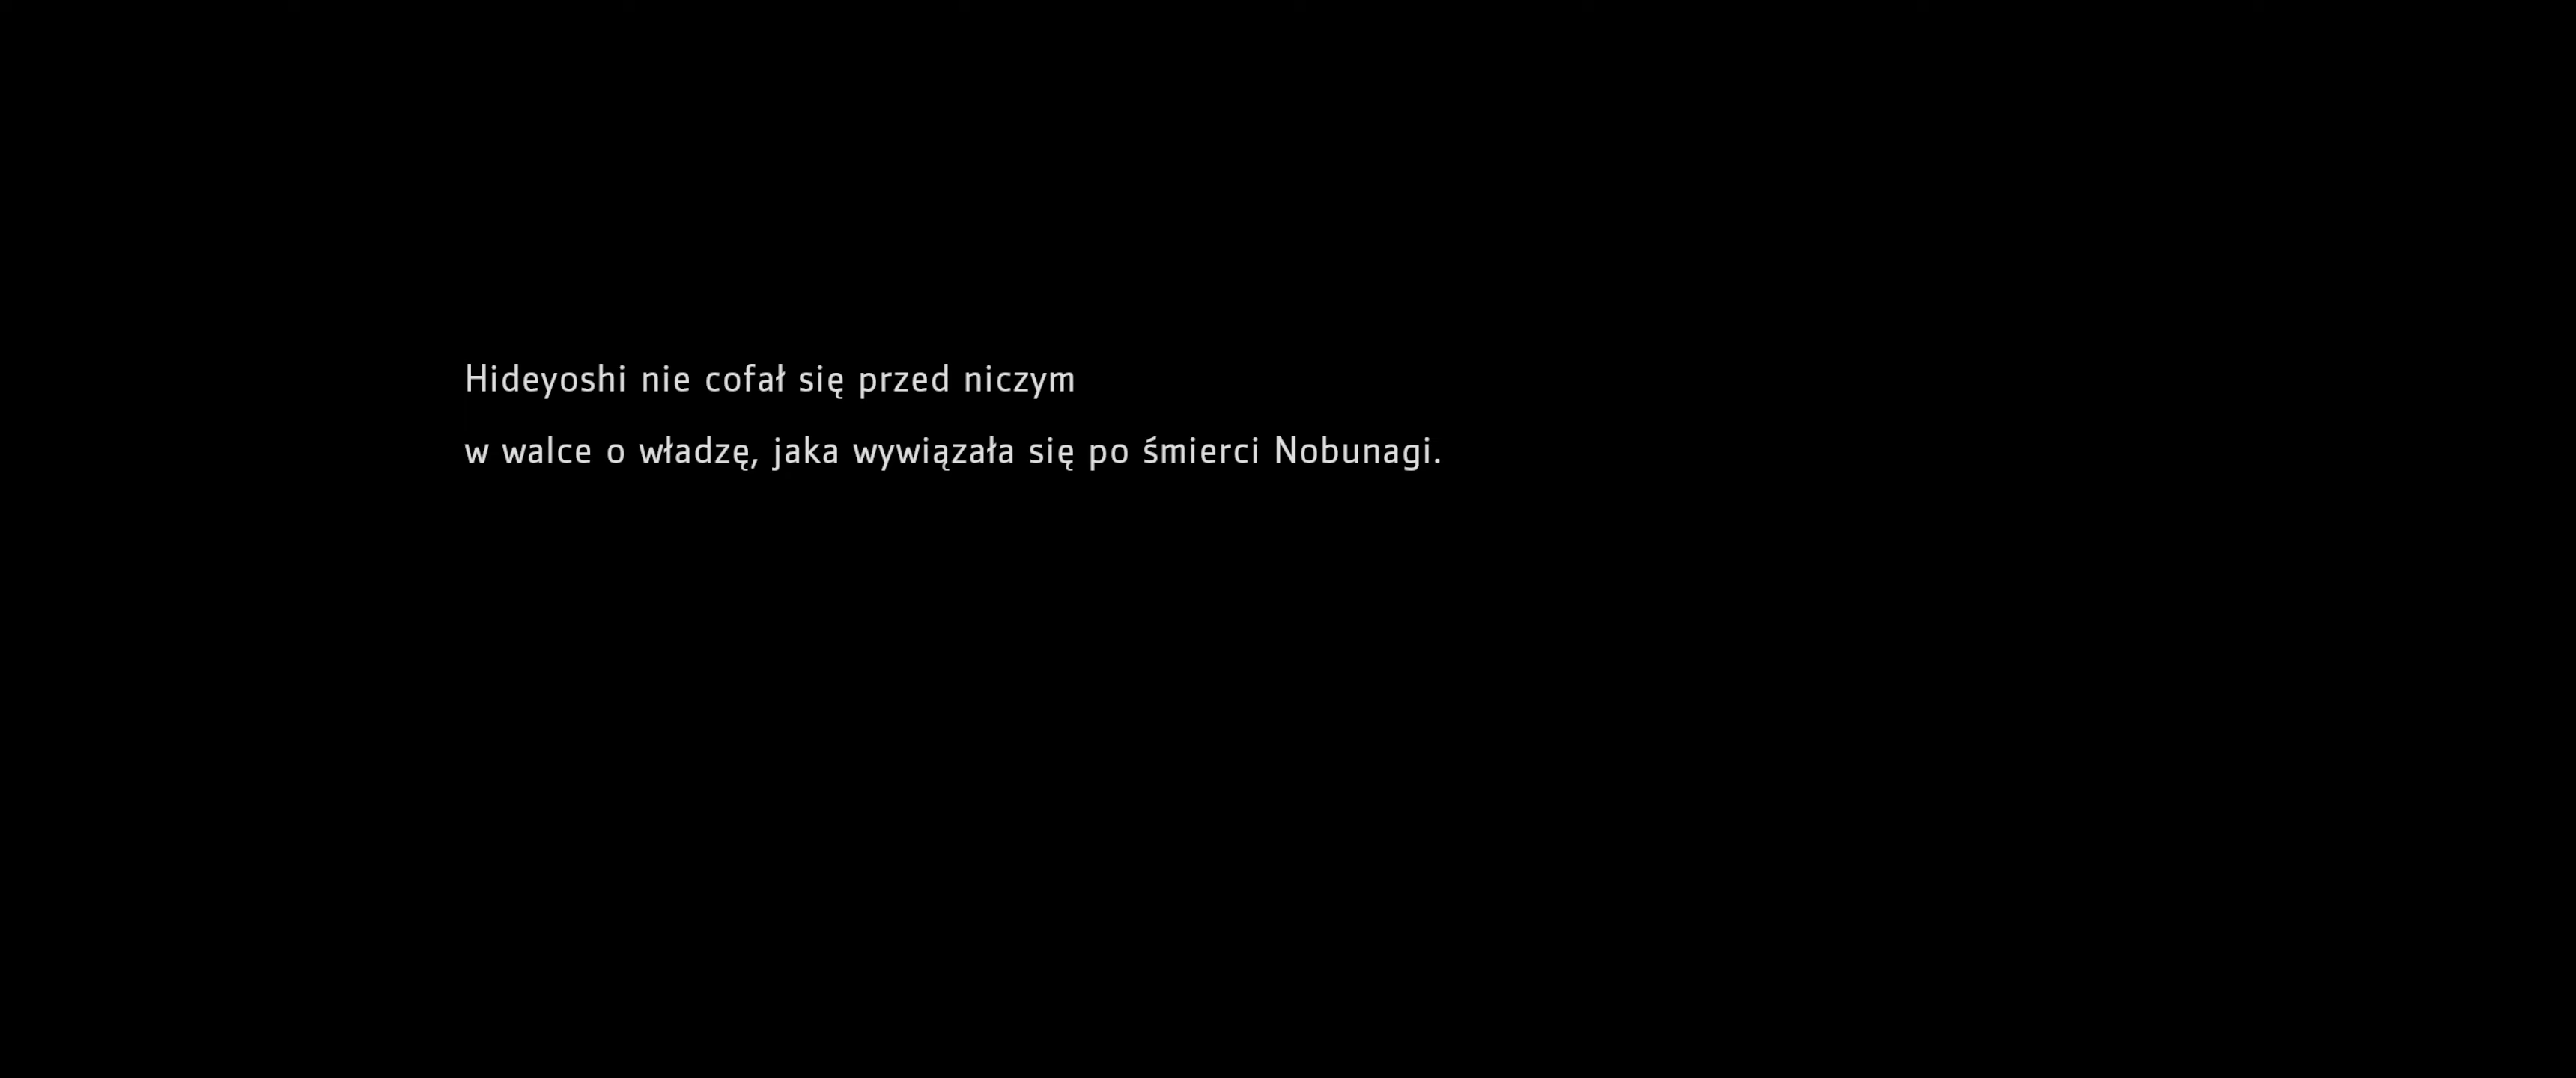 Hideyoshi nie cofał się przed niczym
w walce o władzę, jaka wywiązała się po śmierci Nobunagi.